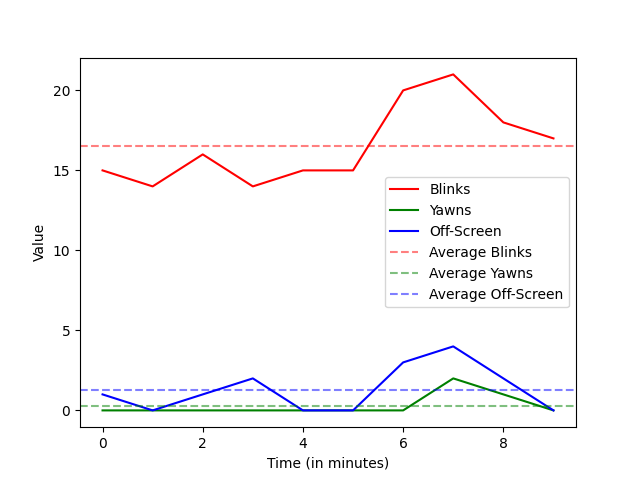 20
15
10
5
0
Value
Blinks
Yawns
Off-Screen
Average Blinks
Average Yawns
Average Off-Screen
0 2 4 6 8
Time (in minutes)